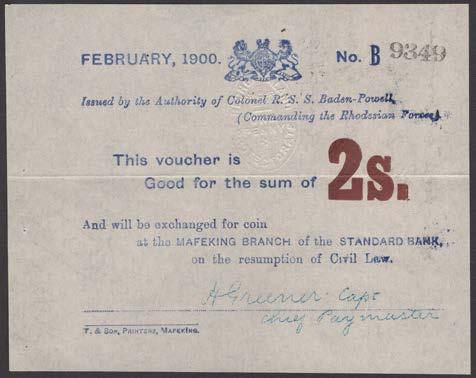 FEBRUARY, 1900.
No. B 9349
Issued by the Authority of Colonel R. S. S. Baden-Powell,
(Commanding the Rhodesian Forces).
This voucher is
Good for the sum of 2s.
And will be exchanged for coin
at the MAFEKING BRANCH of the STANDARD BANK,
on the resumption of Civil Law.
H Greener Capt
Chief Paymaster
T. & SON, PRINTERS, MAFEKING.